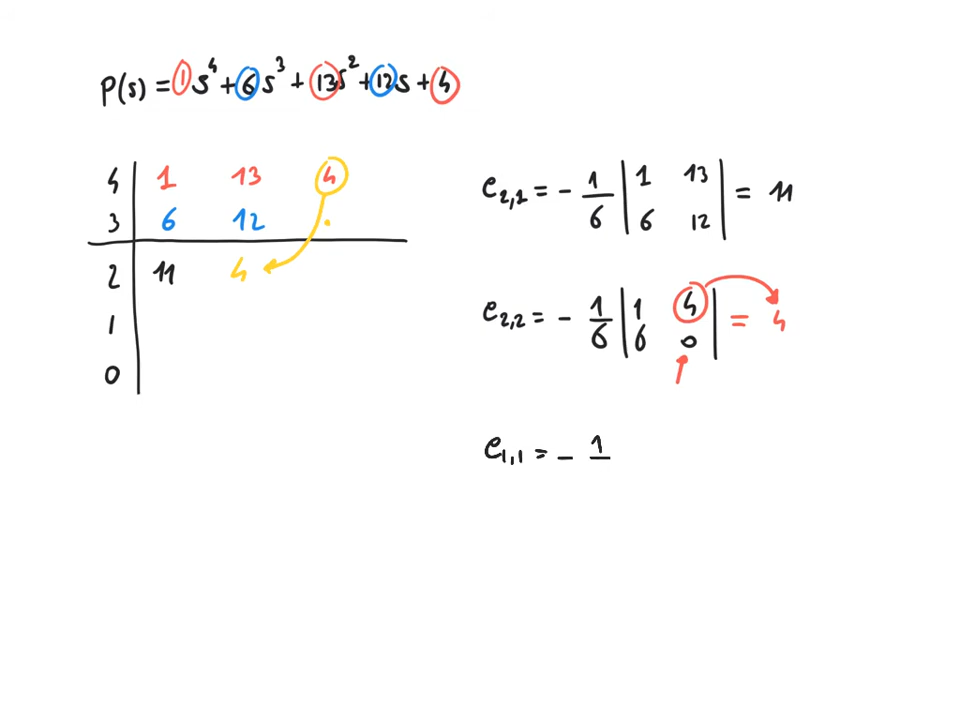 P(s) = 1s⁴ + 6s³ + 13s² + 12s + 4
4 | 1 13 4
3 | 6 12 .
2 | 11 4
1 |
0 |
e₂,₁ = - 1/6 | 1 13 | = 11
| 6 12 |
e₂,₂ = - 1/6 | 1 4 | = 4
| 6 0 |
e₁,₁ = - 1